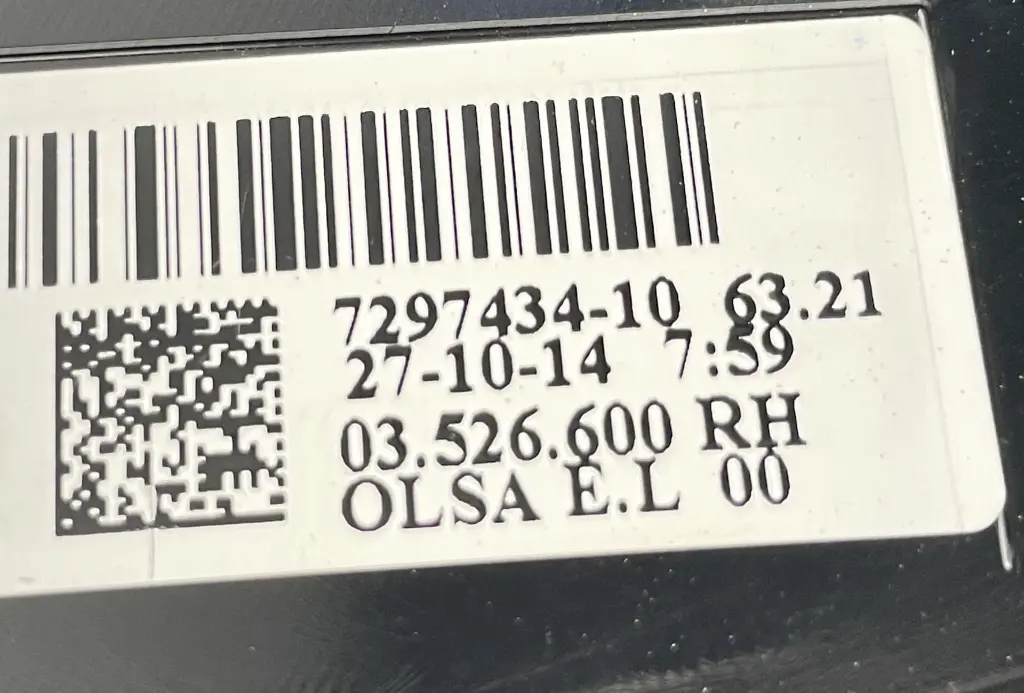 7297434-10 63.21
27-10-14 7:59
03.526.600 RH
OLSA E.L 00